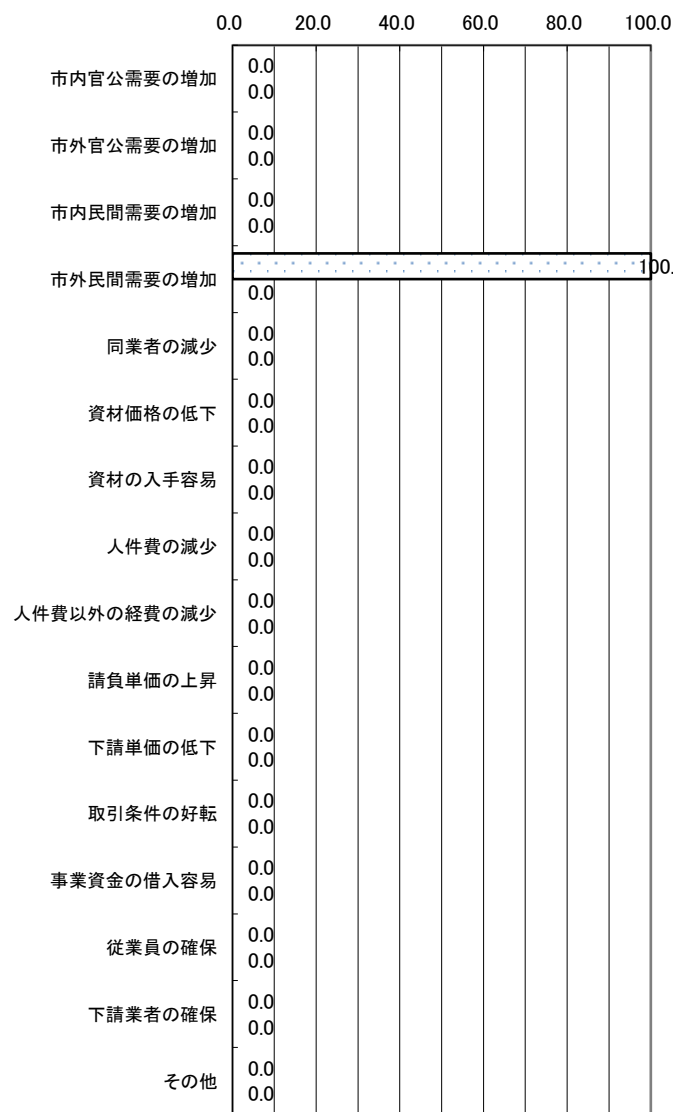 0.0 20.0 40.0 60.0 80.0 100.0
0.0
市内官公需要の増加
0.0
0.0
市外官公需要の増加
0.0
0.0
市内民間需要の増加
0.0
100.
市外民間需要の増加
0.0
0.0
同業者の減少
0.0
0.0
資材価格の低下
0.0
0.0
資材の入手容易
0.0
0.0
人件費の減少
0.0
0.0
人件費以外の経費の減少
0.0
0.0
請負単価の上昇
0.0
0.0
下請単価の低下
0.0
0.0
取引条件の好転
0.0
0.0
事業資金の借入容易
0.0
0.0
従業員の確保
0.0
0.0
下請業者の確保
0.0
0.0
その他
0.0